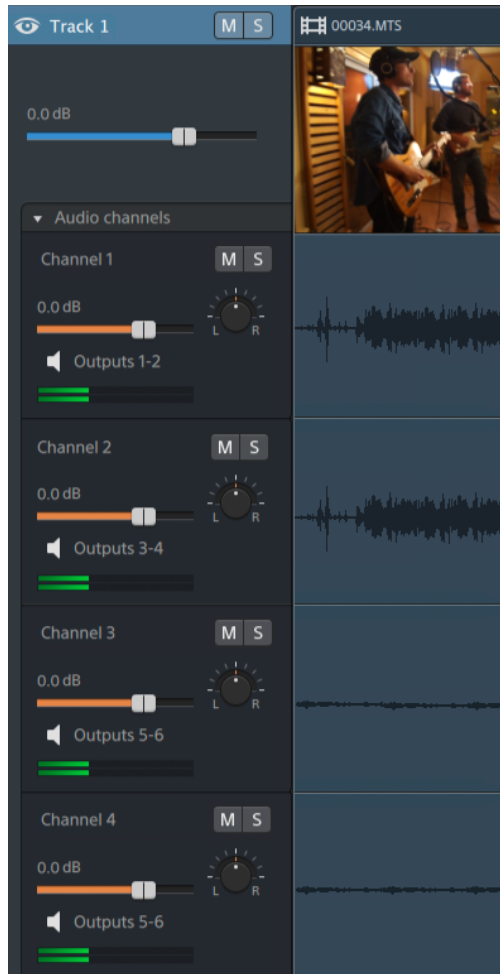 Track 1 M S 00034.MTS
0.0 dB
Audio channels
Channel 1 M S
0.0 dB
L R
Outputs 1-2
Channel 2 M S
0.0 dB
L R
Outputs 3-4
Channel 3 M S
0.0 dB
L R
Outputs 5-6
Channel 4 M S
0.0 dB
L R
Outputs 5-6